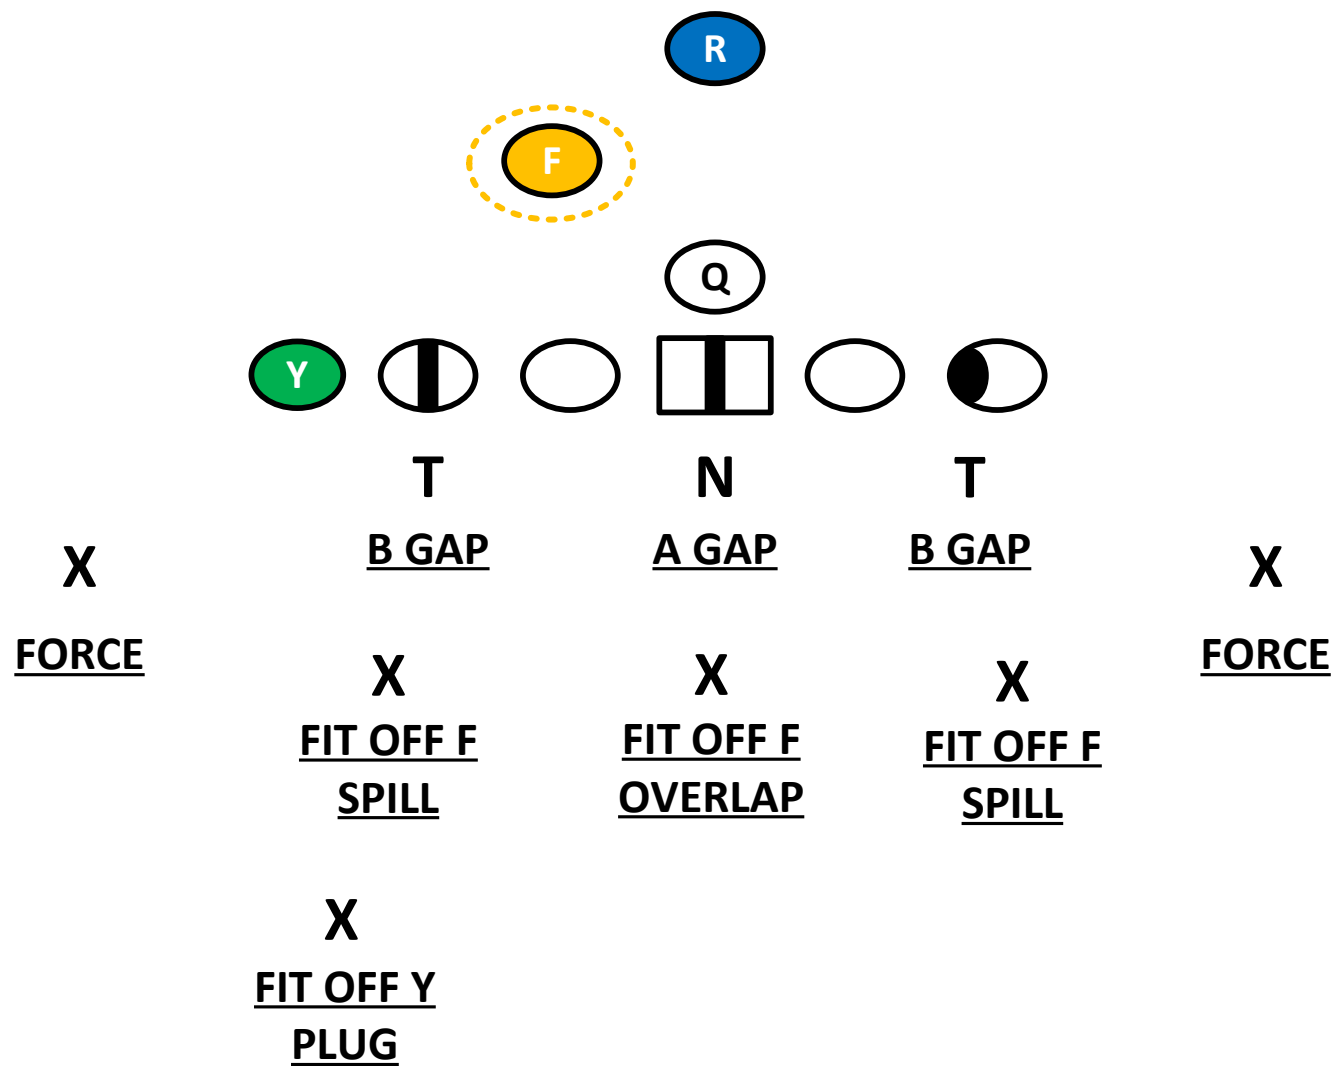 R
F
Q
Y
T N T
B GAP A GAP B GAP
X X
FORCE FORCE
X X X
FIT OFF F FIT OFF F FIT OFF F
SPILL OVERLAP SPILL
X
FIT OFF Y
PLUG